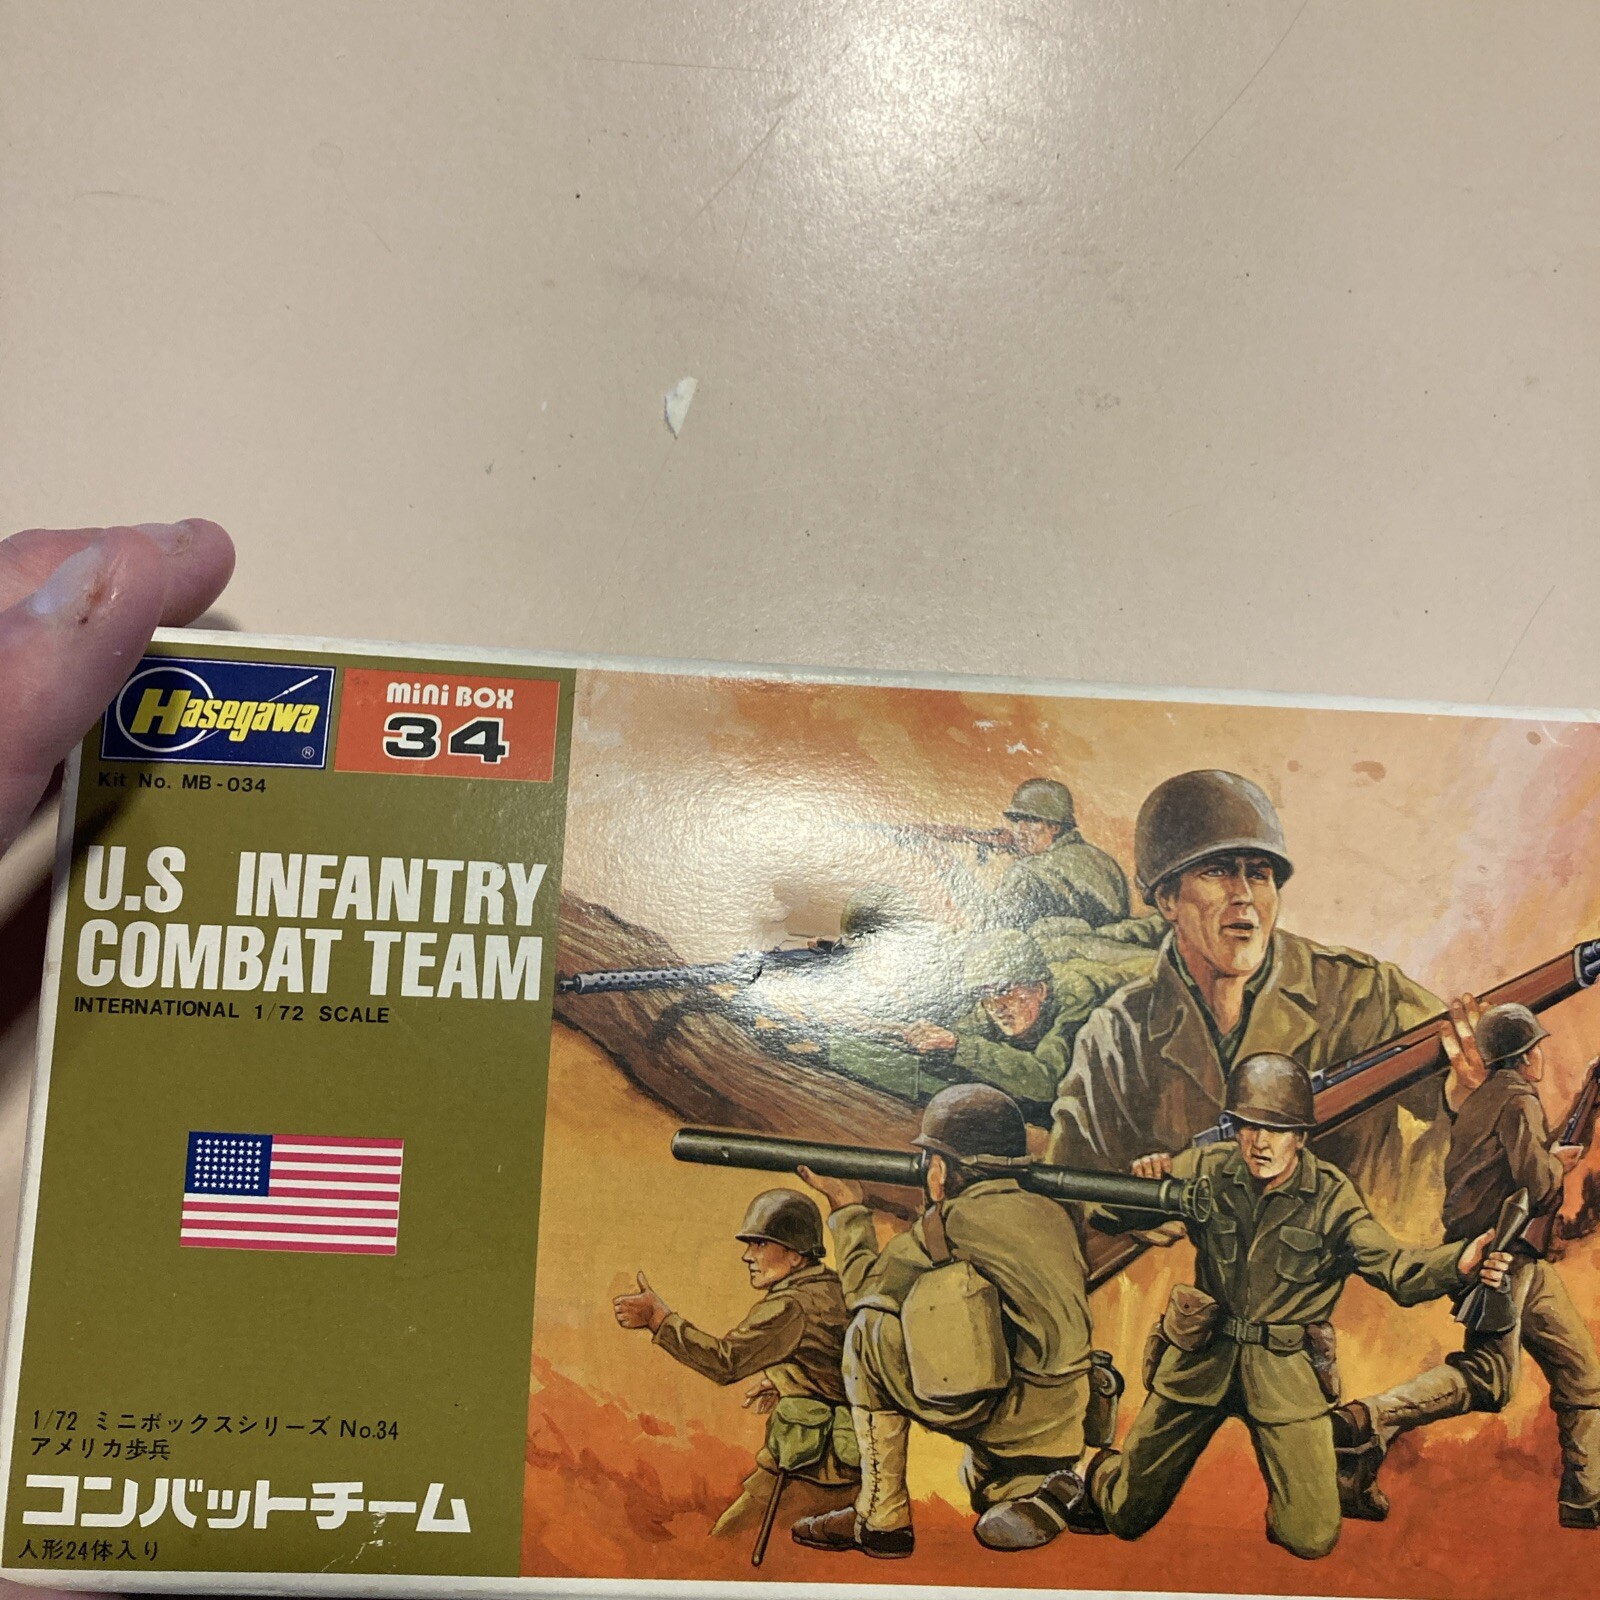 Hasegawa ®
MiNi BOX
34
Kit No. MB-034
U.S INFANTRY
COMBAT TEAM
INTERNATIONAL 1/72 SCALE
1/72 ミニボックスシリーズ No.34
アメリカ歩兵
コンバットチーム
人形24体入り